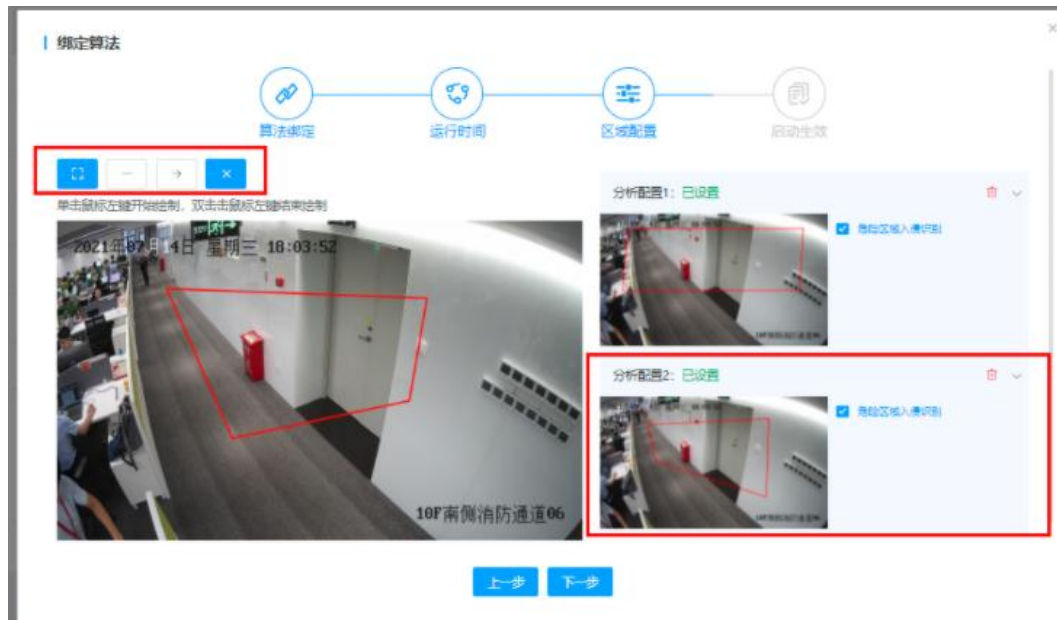 绑定算法
算法绑定
运行时间
区域配置
启动生效
单击鼠标左键开始绘制，双击击鼠标左键结束绘制
2021年07月14日 星期三 18:03:52
10F南侧消防通道06
分析配置1：已设置
危险区域入侵识别
分析配置2：已设置
危险区域入侵识别
上一步
下一步